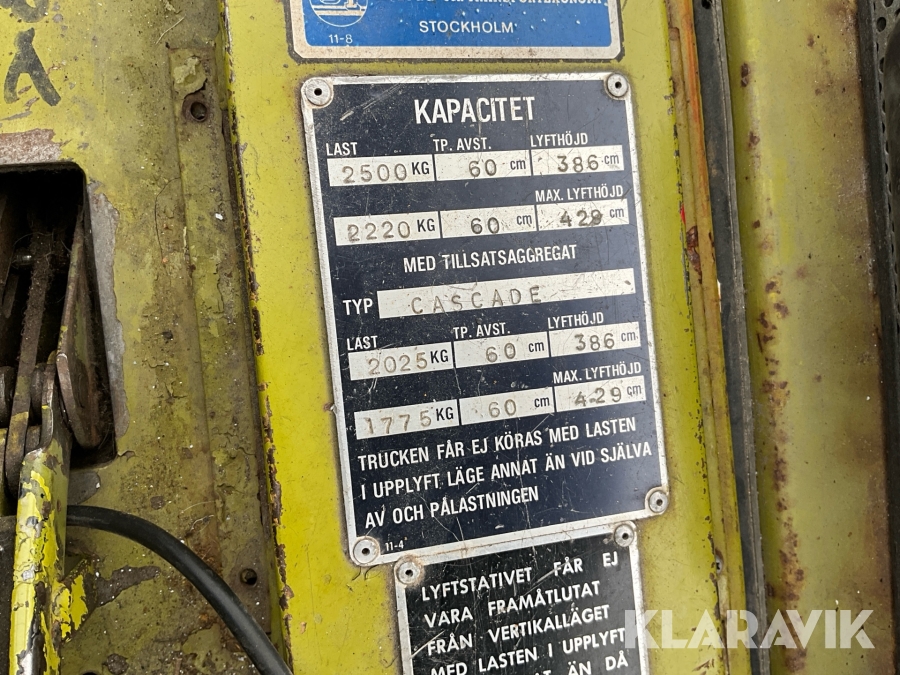 STOCKHOLM
11-8
KAPACITET
LAST TP. AVST. LYFTHÖJD
2500 KG 60 cm 386 cm
MAX. LYFTHÖJD
2220 KG 60 cm 429 cm
MED TILLSATSAGGREGAT
TYP CASCADE
LAST TP. AVST. LYFTHÖJD
2025 KG 60 cm 386 cm
MAX. LYFTHÖJD
1775 KG 60 cm 429 cm
TRUCKEN FÅR EJ KÖRAS MED LASTEN
I UPPLYFT LÄGE ANNAT ÄN VID SJÄLVA
AV OCH PÅLASTNINGEN
11-4
LYFTSTATIVET FÅR EJ
VARA FRAMÅTLUTAT
FRÅN VERTIKALLÄGET
MED LASTEN I UPPLYFT
ÄN DÅ
KLARAVIK